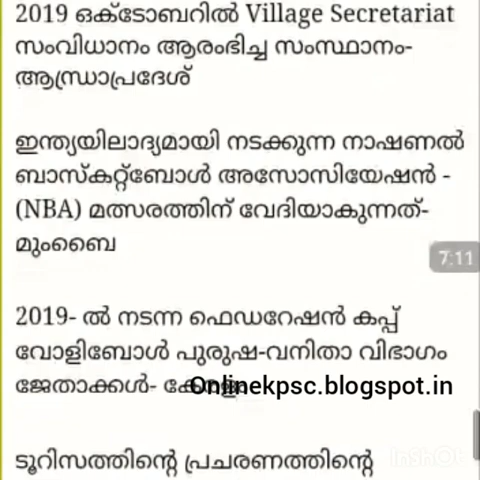 2019 ഒക്ടോബറിൽ Village Secretariat
സംവിധാനം ആരംഭിച്ച സംസ്ഥാനം-
ആന്ധ്രാപ്രദേശ്
ഇന്ത്യയിലാദ്യമായി നടക്കുന്ന നാഷണൽ
ബാസ്കറ്റ്ബോൾ അസോസിയേഷൻ -
(NBA) മത്സരത്തിന് വേദിയാകുന്നത്-
മുംബൈ
7:11
2019- ൽ നടന്ന ഫെഡറേഷൻ കപ്പ്
വോളിബോൾ പുരുഷ-വനിതാ വിഭാഗം
ജേതാക്കൾ- Onlinekpsc.blogspot.in
ടൂറിസത്തിന്റെ പ്രചരണത്തിന്റെ